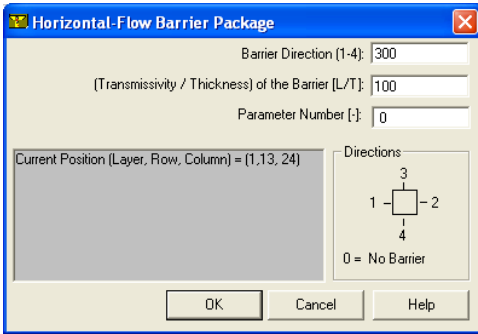 Horizontal-Flow Barrier Package
Barrier Direction (1-4): 300
(Transmissivity / Thickness) of the Barrier [L/T]: 100
Parameter Number [-]: 0
Current Position (Layer, Row, Column) = (1,13, 24)
Directions
3
1 2
4
0 = No Barrier
OK Cancel Help